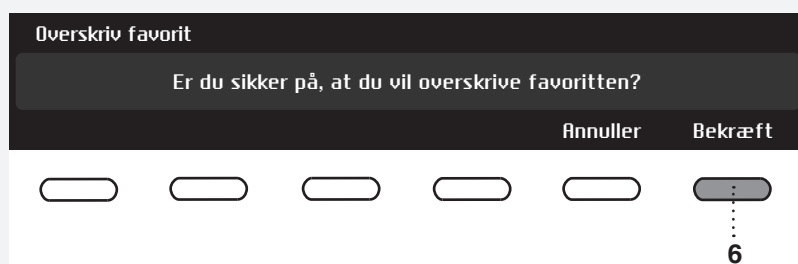 Overskriv favorit
Er du sikker på, at du vil overskrive favoritten?
Annuller Bekræft
6